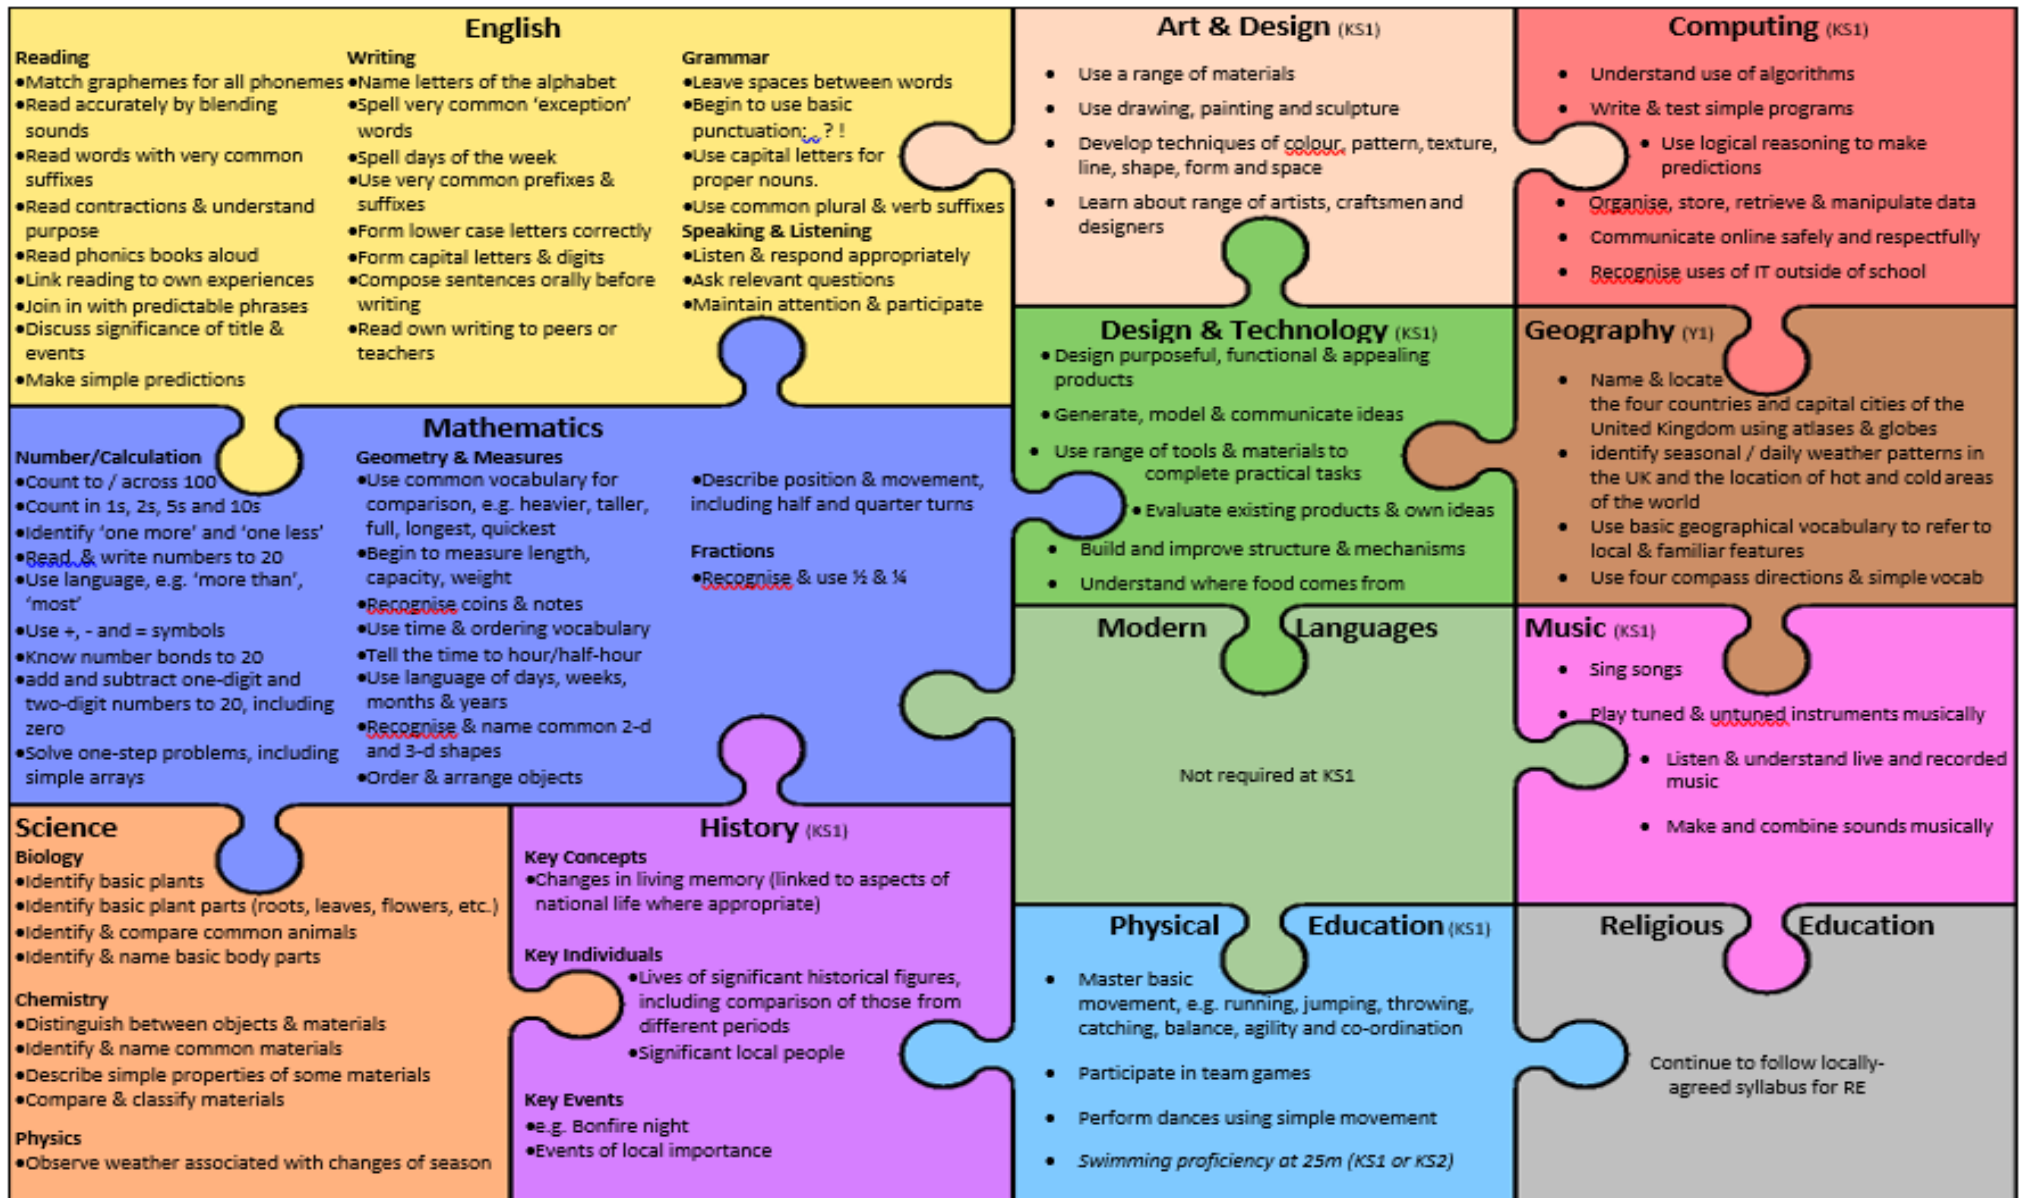 English
Reading
•Match graphemes for all phonemes
•Read accurately by blending
sounds
•Read words with very common
suffixes
•Read contractions & understand
purpose
•Read phonics books aloud
•Link reading to own experiences
•Join in with predictable phrases
•Discuss significance of title &
events
•Make simple predictions
Writing
•Name letters of the alphabet
•Spell very common ‘exception’
words
•Spell days of the week
•Use very common prefixes &
suffixes
•Form lower case letters correctly
•Form capital letters & digits
•Compose sentences orally before
writing
•Read own writing to peers or
teachers
Grammar
•Leave spaces between words
•Begin to use basic
punctuation: . ? !
•Use capital letters for
proper nouns.
•Use common plural & verb suffixes
Speaking & Listening
•Listen & respond appropriately
•Ask relevant questions
•Maintain attention & participate
Art & Design (KS1)
• Use a range of materials
• Use drawing, painting and sculpture
• Develop techniques of colour, pattern, texture,
line, shape, form and space
• Learn about range of artists, craftsmen and
designers
Computing (KS1)
• Understand use of algorithms
• Write & test simple programs
• Use logical reasoning to make
predictions
• Organise, store, retrieve & manipulate data
• Communicate online safely and respectfully
• Recognise uses of IT outside of school
Mathematics
Number/Calculation
•Count to / across 100
•Count in 1s, 2s, 5s and 10s
•Identify ‘one more’ and ‘one less’
•Read & write numbers to 20
•Use language, e.g. ‘more than’,
‘most’
•Use +, - and = symbols
•Know number bonds to 20
•add and subtract one-digit and
two-digit numbers to 20, including
zero
•Solve one-step problems, including
simple arrays
Geometry & Measures
•Use common vocabulary for
comparison, e.g. heavier, taller,
full, longest, quickest
•Begin to measure length,
capacity, weight
•Recognise coins & notes
•Use time & ordering vocabulary
•Tell the time to hour/half-hour
•Use language of days, weeks,
months & years
•Recognise & name common 2-d
and 3-d shapes
•Order & arrange objects
•Describe position & movement,
including half and quarter turns
Fractions
•Recognise & use ½ & ¼
Design & Technology (KS1)
• Design purposeful, functional & appealing
products
• Generate, model & communicate ideas
• Use range of tools & materials to
complete practical tasks
• Evaluate existing products & own ideas
• Build and improve structure & mechanisms
• Understand where food comes from
Geography (Y1)
• Name & locate
the four countries and capital cities of the
United Kingdom using atlases & globes
• identify seasonal / daily weather patterns in
the UK and the location of hot and cold areas
of the world
• Use basic geographical vocabulary to refer to
local & familiar features
• Use four compass directions & simple vocab
Modern Languages
Not required at KS1
Music (KS1)
• Sing songs
• Play tuned & untuned instruments musically
• Listen & understand live and recorded
music
• Make and combine sounds musically
Science
Biology
•Identify basic plants
•Identify basic plant parts (roots, leaves, flowers, etc.)
•Identify & compare common animals
•Identify & name basic body parts
Chemistry
•Distinguish between objects & materials
•Identify & name common materials
•Describe simple properties of some materials
•Compare & classify materials
Physics
•Observe weather associated with changes of season
History (KS1)
Key Concepts
•Changes in living memory (linked to aspects of
national life where appropriate)
Key Individuals
•Lives of significant historical figures,
including comparison of those from
different periods
•Significant local people
Key Events
•e.g. Bonfire night
•Events of local importance
Physical Education (KS1)
• Master basic
movement, e.g. running, jumping, throwing,
catching, balance, agility and co-ordination
• Participate in team games
• Perform dances using simple movement
• Swimming proficiency at 25m (KS1 or KS2)
Religious Education
Continue to follow locally-
agreed syllabus for RE